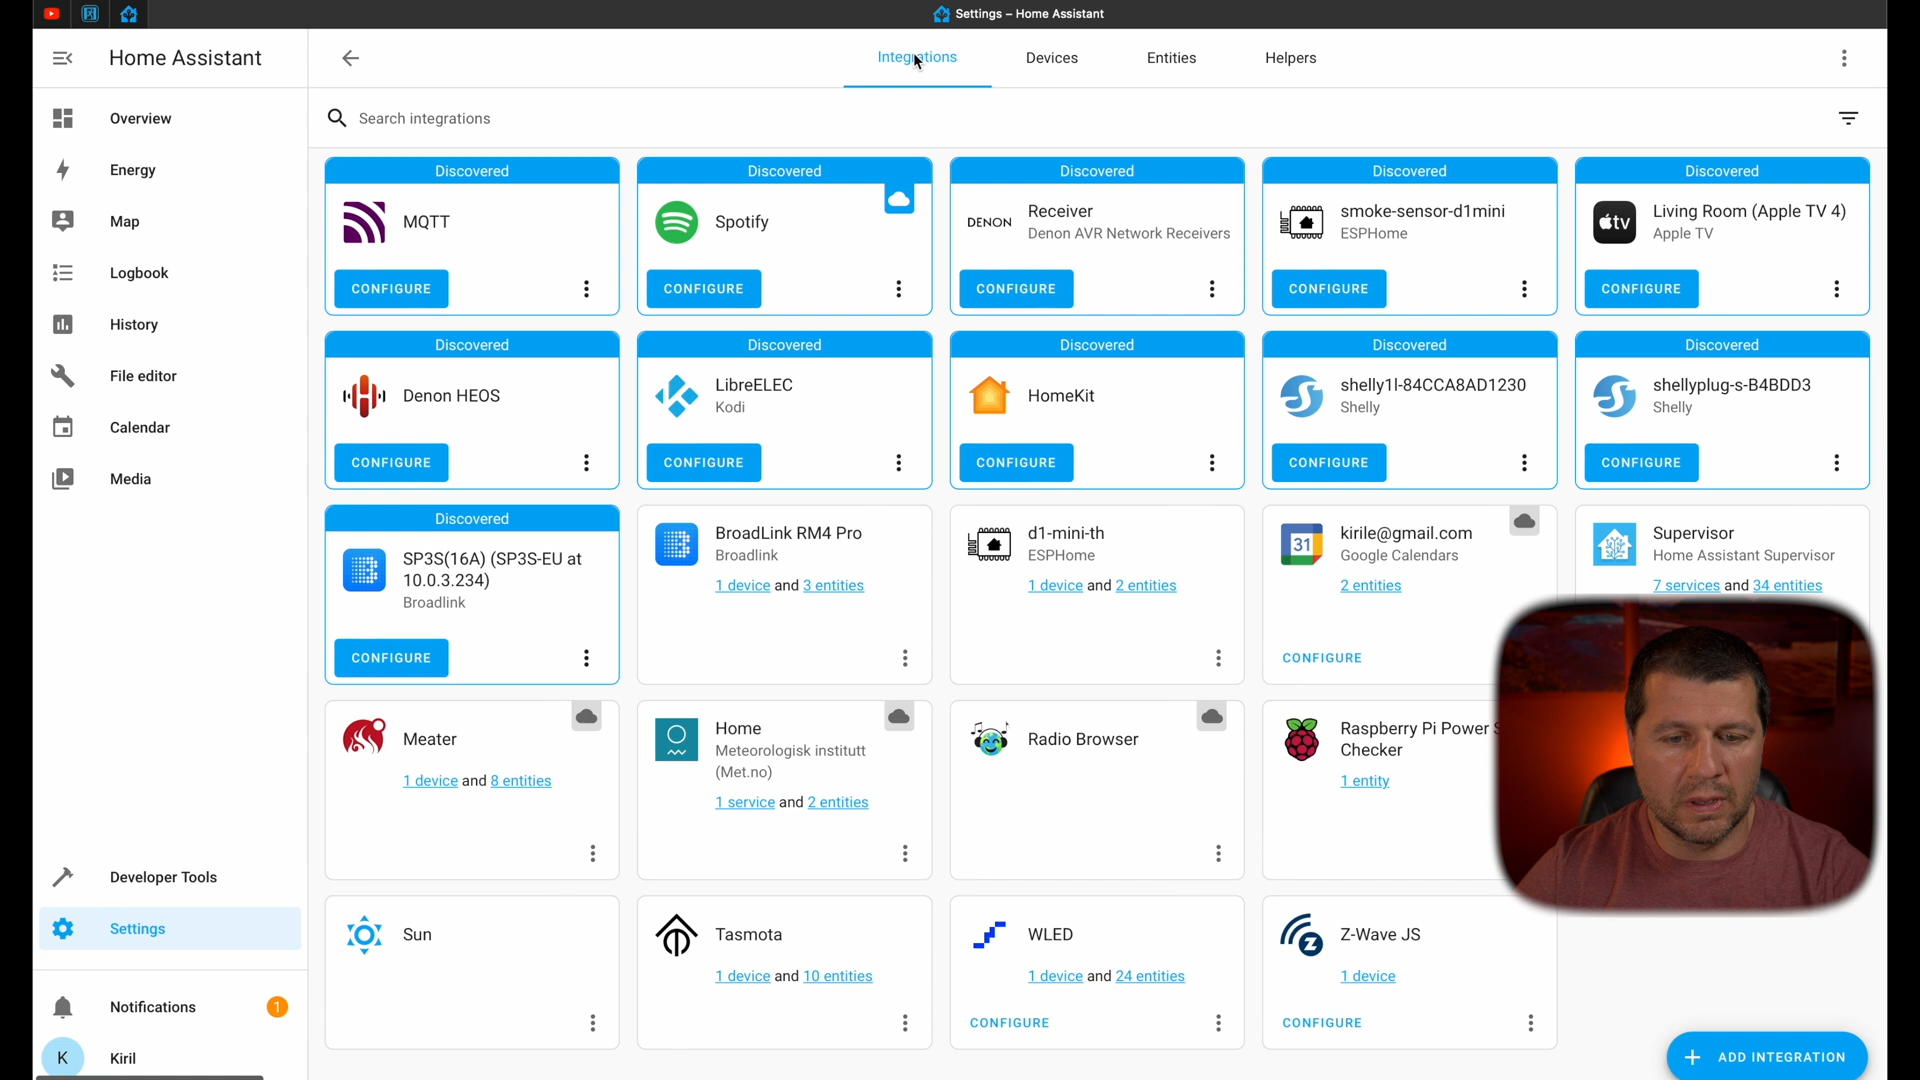 Settings – Home Assistant
Home Assistant
Integrations
Devices
Entities
Helpers
Search integrations
Overview
Energy
Map
Logbook
History
File editor
Calendar
Media
Developer Tools
Settings
Notifications
1
K
Kiril
Discovered
MQTT
CONFIGURE
Discovered
Spotify
CONFIGURE
Discovered
DENON
Receiver
Denon AVR Network Receivers
CONFIGURE
Discovered
smoke-sensor-d1mini
ESPHome
CONFIGURE
Discovered
tv
Living Room (Apple TV 4)
Apple TV
CONFIGURE
Discovered
Denon HEOS
CONFIGURE
Discovered
LibreELEC
Kodi
CONFIGURE
Discovered
HomeKit
CONFIGURE
Discovered
shelly1l-84CCA8AD1230
Shelly
CONFIGURE
Discovered
shellyplug-s-B4BDD3
Shelly
CONFIGURE
Discovered
SP3S(16A) (SP3S-EU at
10.0.3.234)
Broadlink
CONFIGURE
BroadLink RM4 Pro
Broadlink
1 device and 3 entities
d1-mini-th
ESPHome
1 device and 2 entities
31
kirile@gmail.com
Google Calendars
2 entities
CONFIGURE
Supervisor
Home Assistant Supervisor
7 services and 34 entities
Meater
1 device and 8 entities
Home
Meteorologisk institutt
(Met.no)
1 service and 2 entities
Radio Browser
Raspberry Pi Power
Checker
1 entity
Sun
Tasmota
1 device and 10 entities
WLED
1 device and 24 entities
CONFIGURE
Z
Z-Wave JS
1 device
CONFIGURE
ADD INTEGRATION